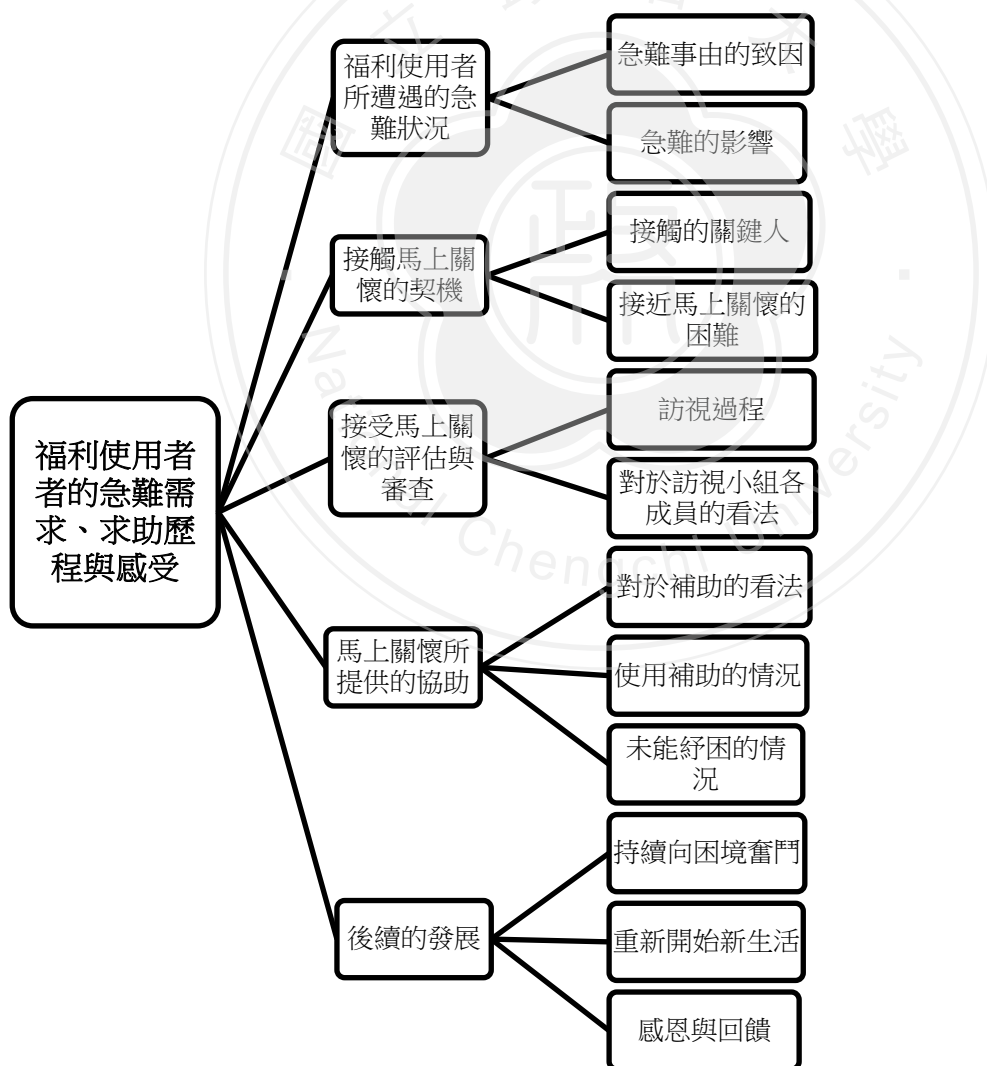 福利使用者
者的急難需
求、求助歷
程與感受
福利使用者
所遭遇的急
難狀況
急難事由的致因
急難的影響
接觸馬上關
懷的契機
接觸的關鍵人
接近馬上關懷的
困難
接受馬上關
懷的評估與
審查
訪視過程
對於訪視小組各
成員的看法
馬上關懷所
提供的協助
對於補助的看法
使用補助的情況
未能紓困的情
況
後續的發展
持續向困境奮鬥
重新開始新生活
感恩與回饋
Chengchi University